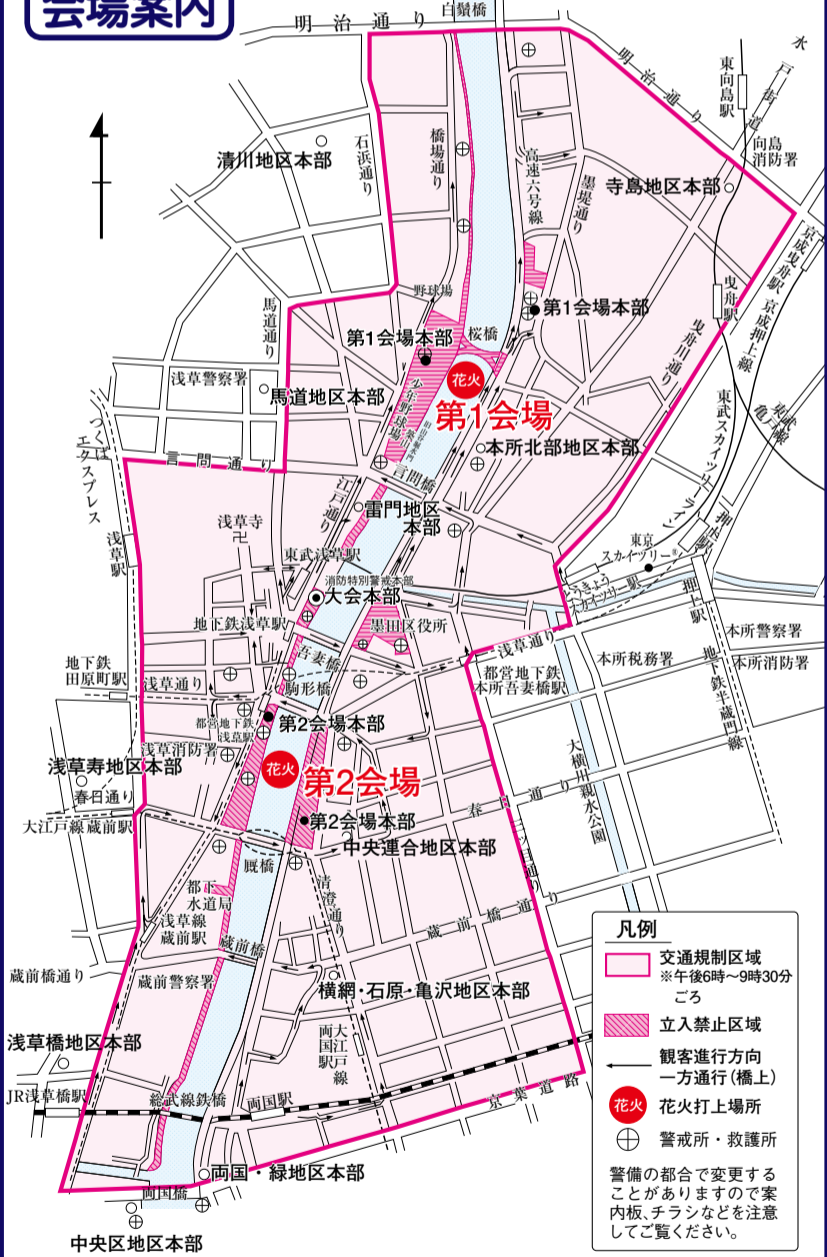 会場案内
明治通り
白鬚橋
水戸街道
明治通り
東向島駅
向島
消防署
石浜通り
橋場通り
高速六号線
墨堤通り
清川地区本部
寺島地区本部
京成曳舟駅
京成押上線
曳舟駅
曳舟川通り
野球場
馬道通り
第1会場本部
第1会場本部
桜橋
浅草警察署
馬道地区本部
花火
第1会場
少年野球場
東武スカイツリーライン
東武線
亀戸線
つくば
エクスプレス
浅草駅
言問通り
言問橋
本所北部地区本部
江戸通り
雷門地区
本部
浅草寺
東武浅草駅
消防特別警戒本部
大会本部
東京
スカイツリー®
押上駅
とうきょう
スカイツリー駅
押上駅
地下鉄浅草駅
墨田区役所
吾妻橋
浅草通り
本所警察署
本所税務署
本所消防署
地下鉄
田原町駅
浅草通り
駒形橋
都営地下鉄
本所吾妻橋駅
地下鉄半蔵門線
都営地下鉄
浅草駅
第2会場本部
浅草消防署
浅草寿地区本部
花火
第2会場
大横川親水公園
春日通り
大江戸線蔵前駅
第2会場本部
春日通り
三ツ目通り
厩橋
中央連合地区本部
都下
水道局
清澄通り
浅草線
蔵前駅
蔵前橋
蔵前橋通り
蔵前橋通り
蔵前警察署
横網・石原・亀沢地区本部
大江戸線
両国駅
浅草橋地区本部
JR浅草橋駅
総武線鉄橋
両国駅
京葉道路
両国・緑地区本部
両国橋
中央区地区本部
凡例
交通規制区域
※午後6時～9時30分
ごろ
立入禁止区域
観客進行方向
一方通行(橋上)
花火
花火打上場所
警戒所・救護所
警備の都合で変更する
ことがありますので案
内板、チラシなどを注意
してご覧ください。